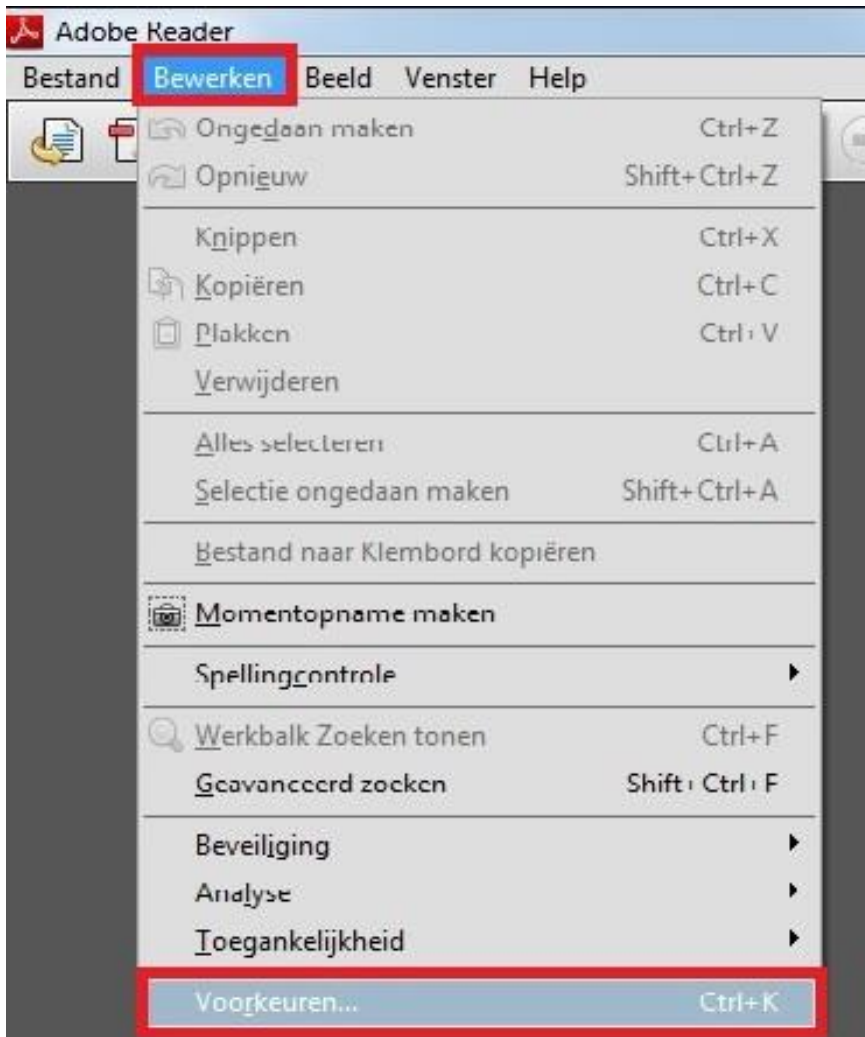 Adobe Reader
Bestand Bewerken Beeld Venster Help
Ongedaan maken Ctrl+Z
Opnieuw Shift+Ctrl+Z
Knippen Ctrl+X
Kopiëren Ctrl+C
Plakken Ctrl+V
Verwijderen
Alles selecteren Ctrl+A
Selectie ongedaan maken Shift+Ctrl+A
Bestand naar Klembord kopiëren
Momentopname maken
Spellingcontrole
Werkbalk Zoeken tonen Ctrl+F
Geavanceerd zoeken Shift+Ctrl+F
Beveiliging
Analyse
Toegankelijkheid
Voorkeuren... Ctrl+K